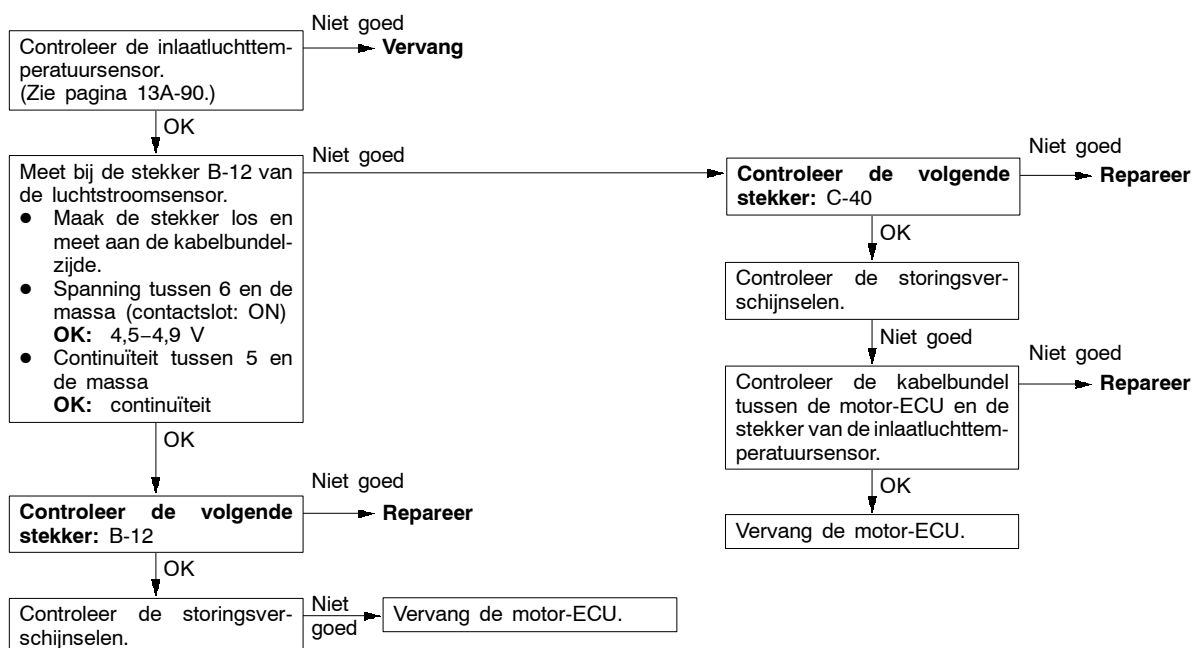 Niet goed
Controleer de inlaatluchttem-
peratuursensor.
(Zie pagina 13A-90.)
Vervang
OK
Meet bij de stekker B-12 van
de luchtstroomsensor.
● Maak de stekker los en
meet aan de kabelbundel-
zijde.
● Spanning tussen 6 en de
massa (contactslot: ON)
OK: 4,5–4,9 V
● Continuïteit tussen 5 en
de massa
OK: continuïteit
Niet goed
Controleer de volgende
stekker: C-40
Niet goed
Repareer
OK
Controleer de storingsver-
schijnselen.
Niet goed
Controleer de kabelbundel
tussen de motor-ECU en de
stekker van de inlaatluchttem-
peratuursensor.
Niet goed
Repareer
OK
Vervang de motor-ECU.
OK
Controleer de volgende
stekker: B-12
Niet goed
Repareer
OK
Controleer de storingsver-
schijnselen.
Niet
goed
Vervang de motor-ECU.